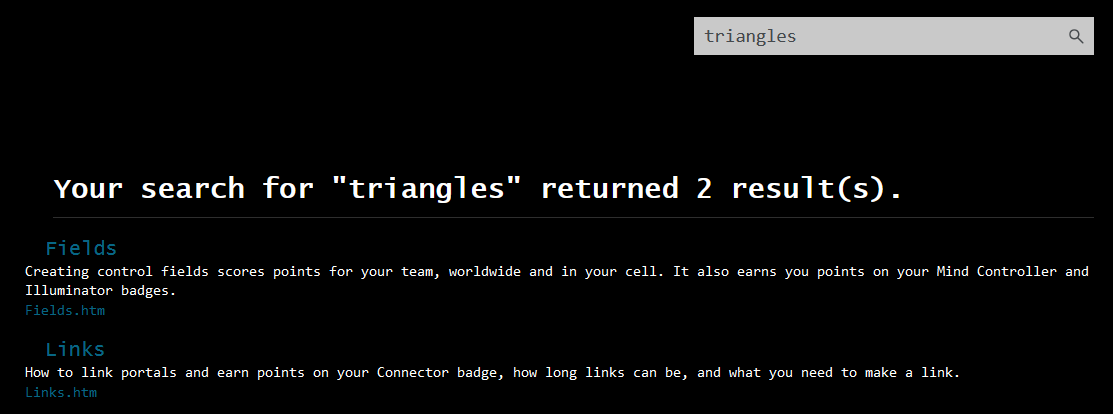 triangles
Your search for "triangles" returned 2 result(s).
Fields
Creating control fields scores points for your team, worldwide and in your cell. It also earns you points on your Mind Controller and
Illuminator badges.
Fields.htm
Links
How to link portals and earn points on your Connector badge, how long links can be, and what you need to make a link.
Links.htm